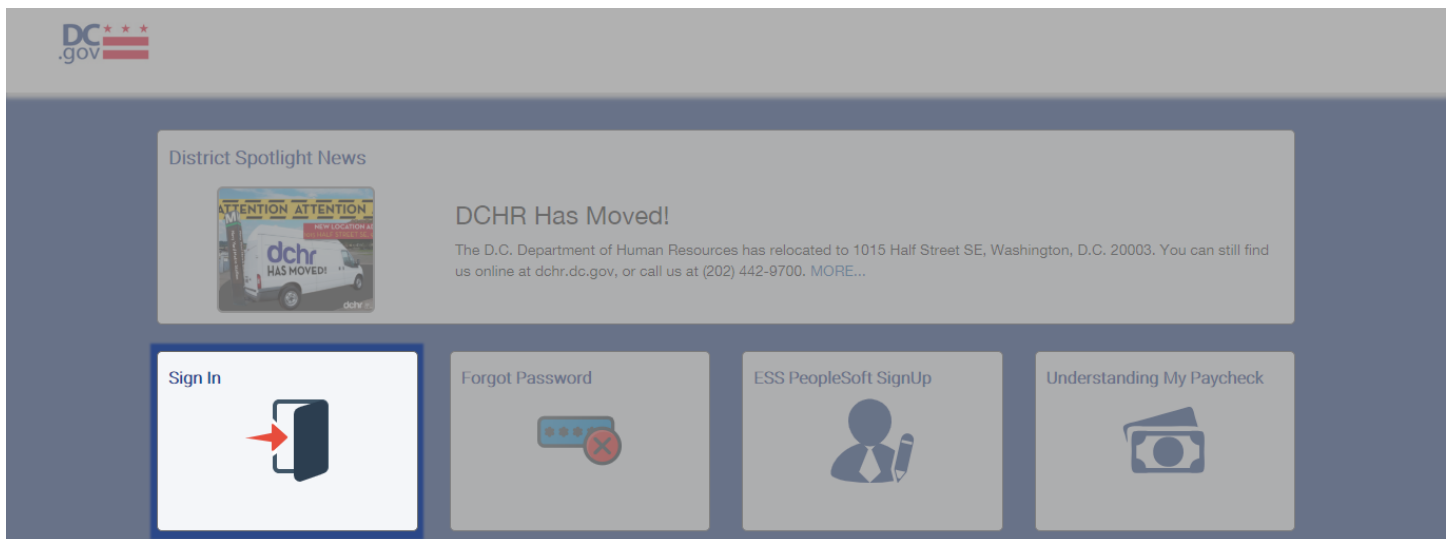 DC
.gov
District Spotlight News
ATTENTION ATTENTION
NEW LOCATION
dchr
HAS MOVED!
dchr
DCHR Has Moved!
The D.C. Department of Human Resources has relocated to 1015 Half Street SE, Washington, D.C. 20003. You can still find
us online at dchr.dc.gov, or call us at (202) 442-9700. MORE...
Sign In
Forgot Password
ESS PeopleSoft SignUp
Understanding My Paycheck